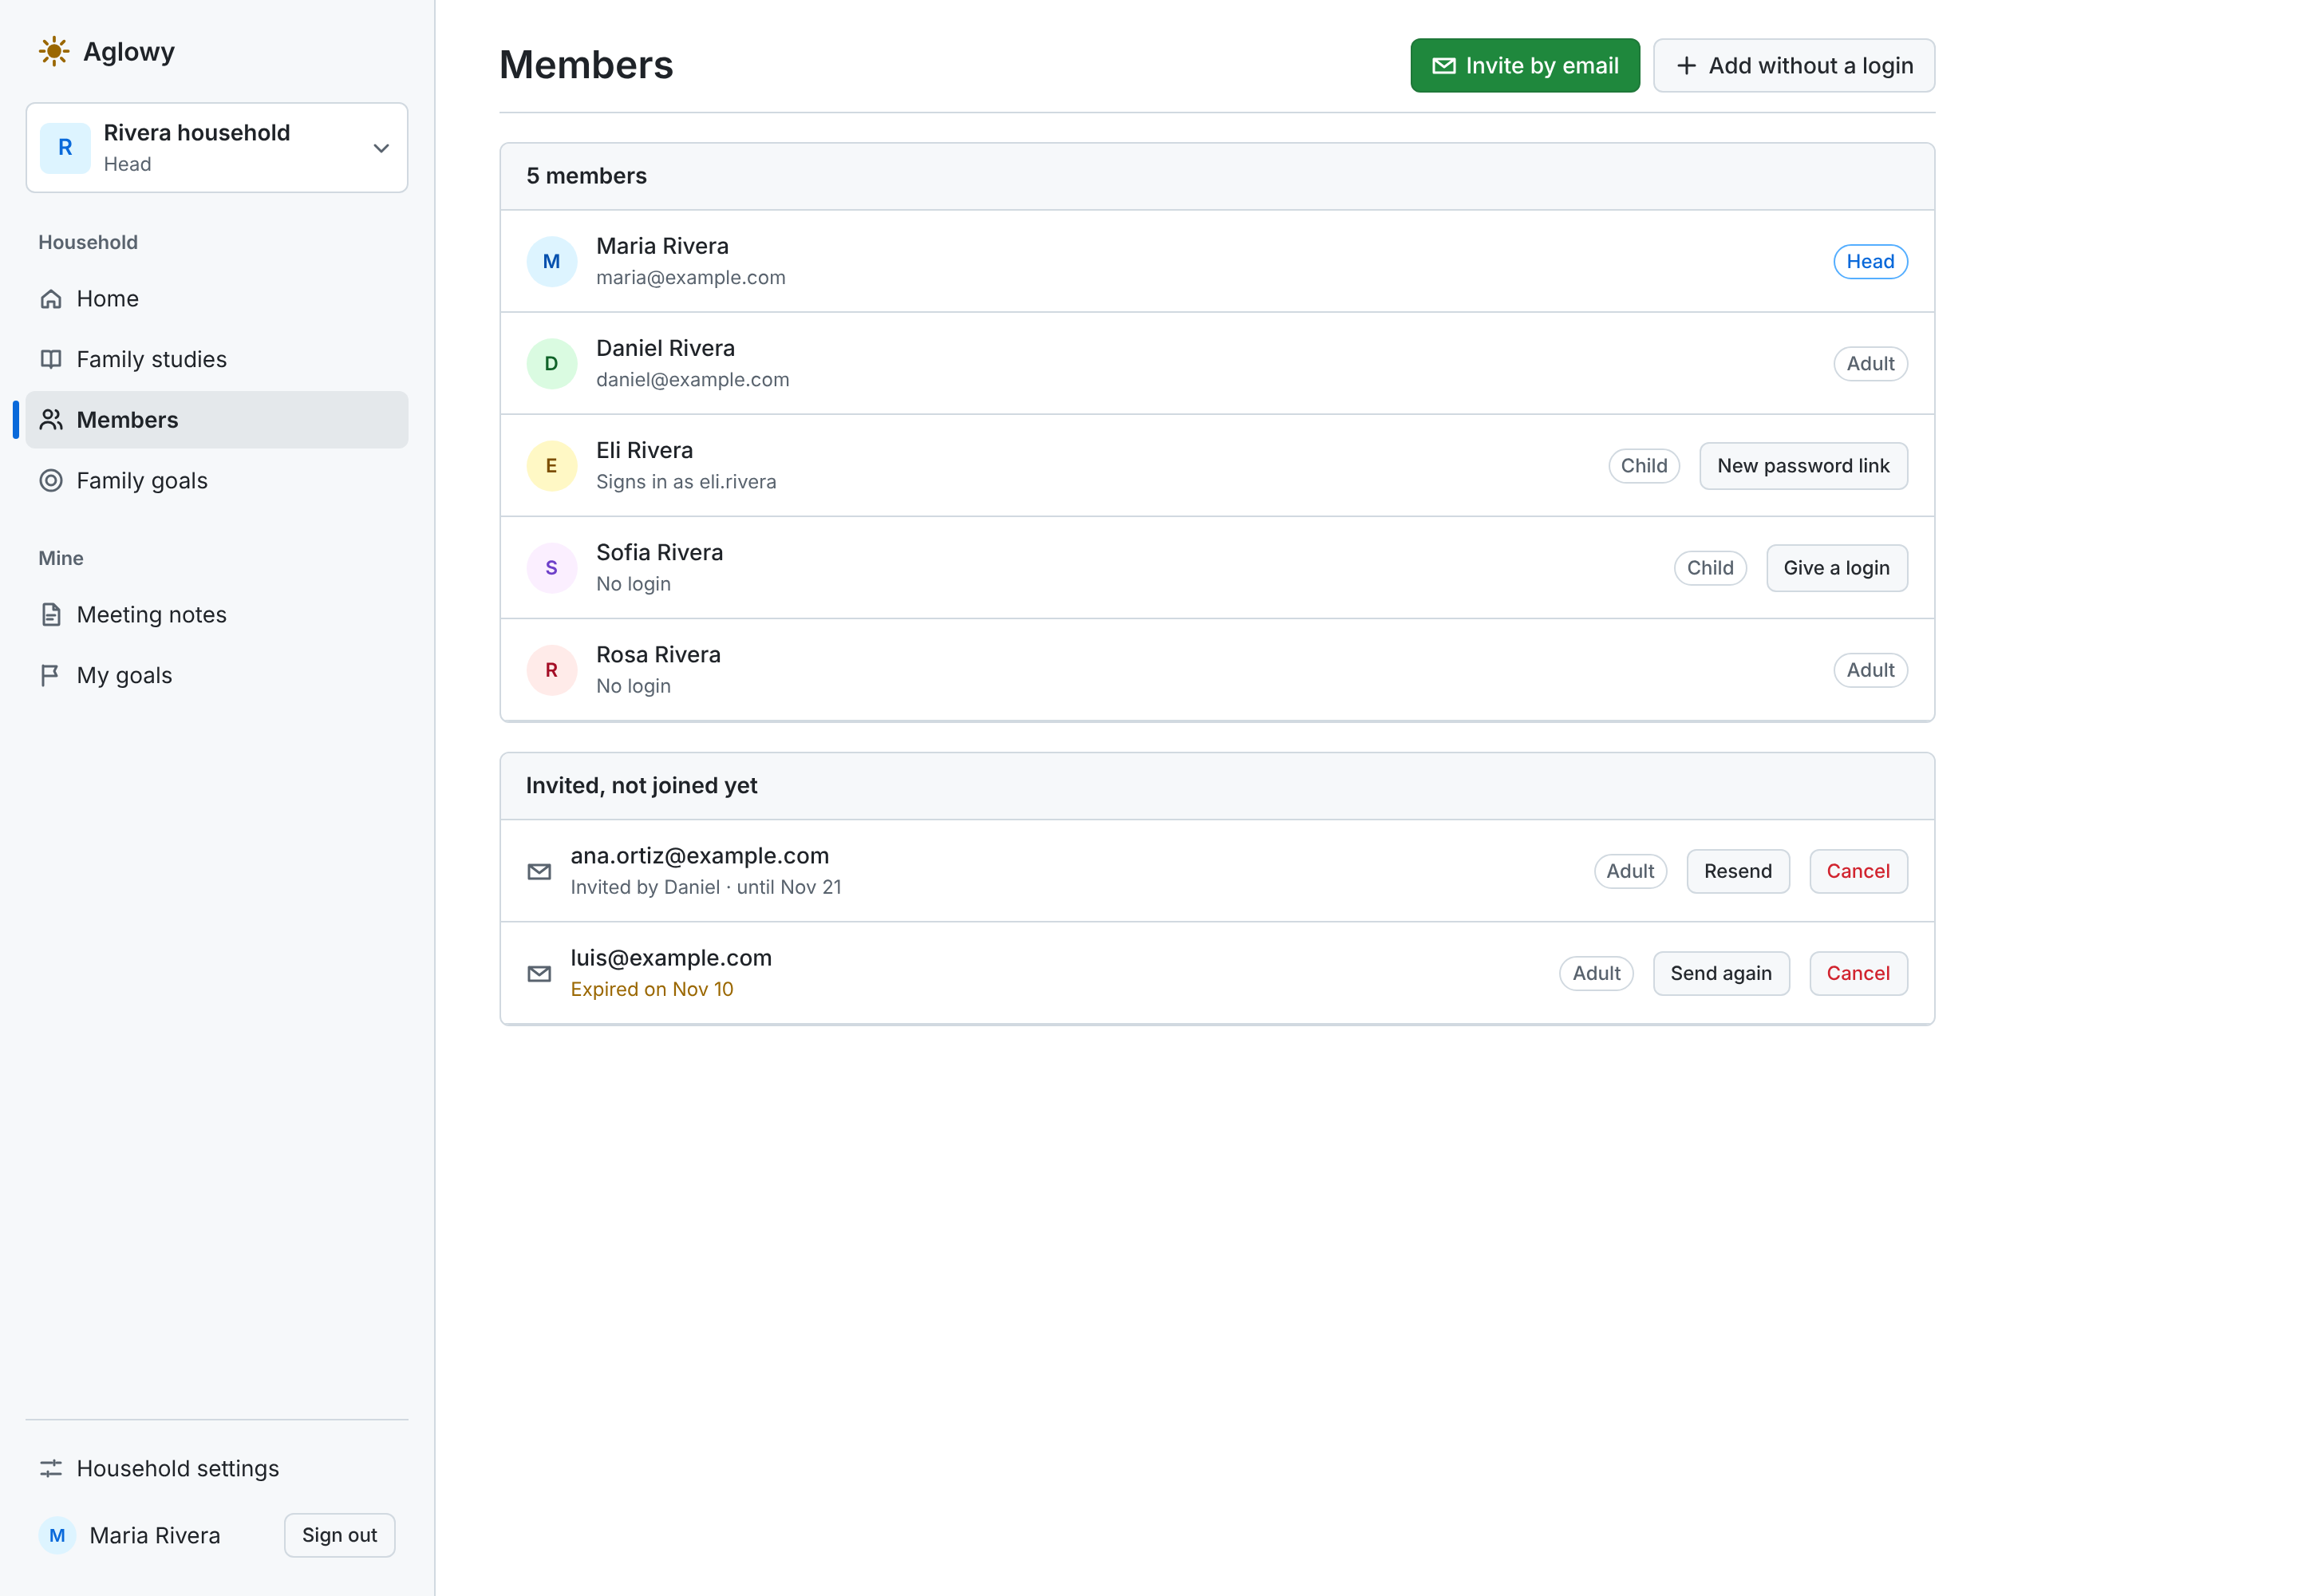 Aglowy
R
Rivera household
Head
Household
Home
Family studies
Members
Family goals
Mine
Meeting notes
My goals
Household settings
M
Maria Rivera
Sign out
Members
Invite by email
Add without a login
5 members
M
Maria Rivera
maria@example.com
Head
D
Daniel Rivera
daniel@example.com
Adult
E
Eli Rivera
Signs in as eli.rivera
Child
New password link
S
Sofia Rivera
No login
Child
Give a login
R
Rosa Rivera
No login
Adult
Invited, not joined yet
ana.ortiz@example.com
Invited by Daniel · until Nov 21
Adult
Resend
Cancel
luis@example.com
Expired on Nov 10
Adult
Send again
Cancel